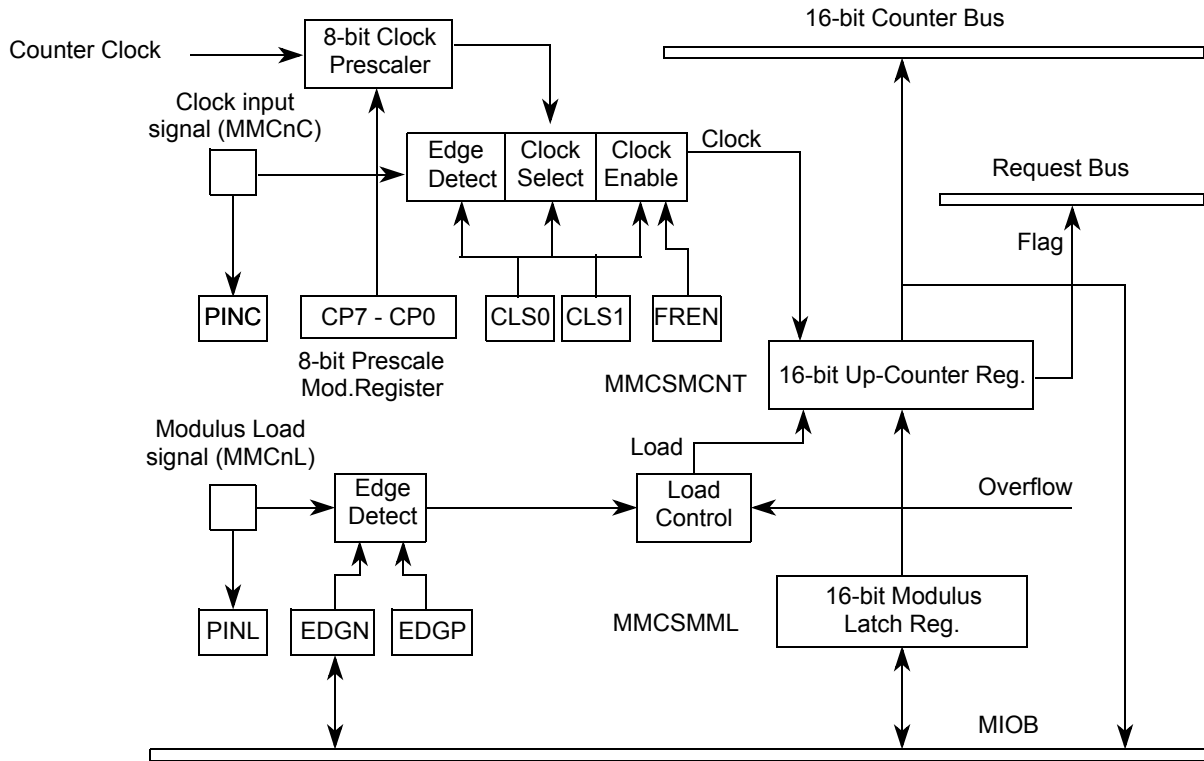 16-bit Counter Bus
Counter Clock
8-bit Clock
Prescaler
Clock input
signal (MMCnC)
Edge
Detect
Clock
Select
Clock
Enable
Clock
Request Bus
Flag
PINC
CP7 - CP0
CLS0
CLS1
FREN
8-bit Prescale
Mod.Register
MMCSMCNT
16-bit Up-Counter Reg.
Modulus Load
signal (MMCnL)
Edge
Detect
Load
Load
Control
Overflow
PINL
EDGN
EDGP
MMCSMML
16-bit Modulus
Latch Reg.
MIOB